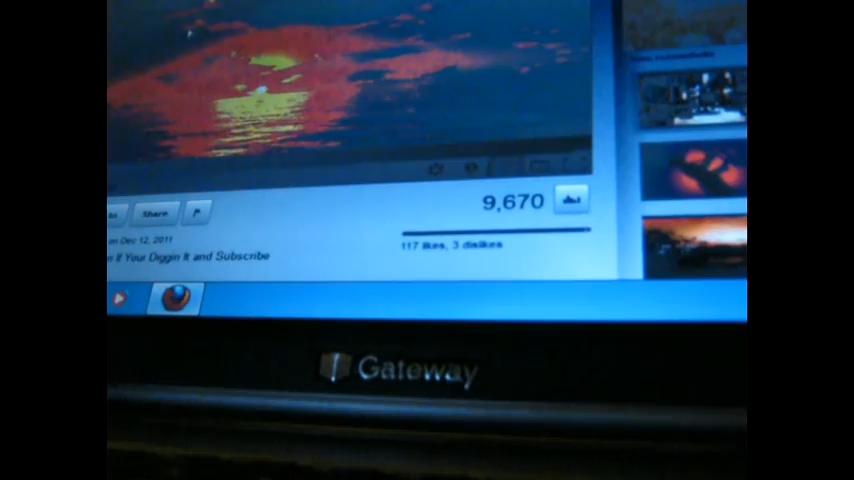 9,670
Share
on Dec 12, 2011
117 likes, 3 dislikes
If Your Diggin It and Subscribe
Gateway